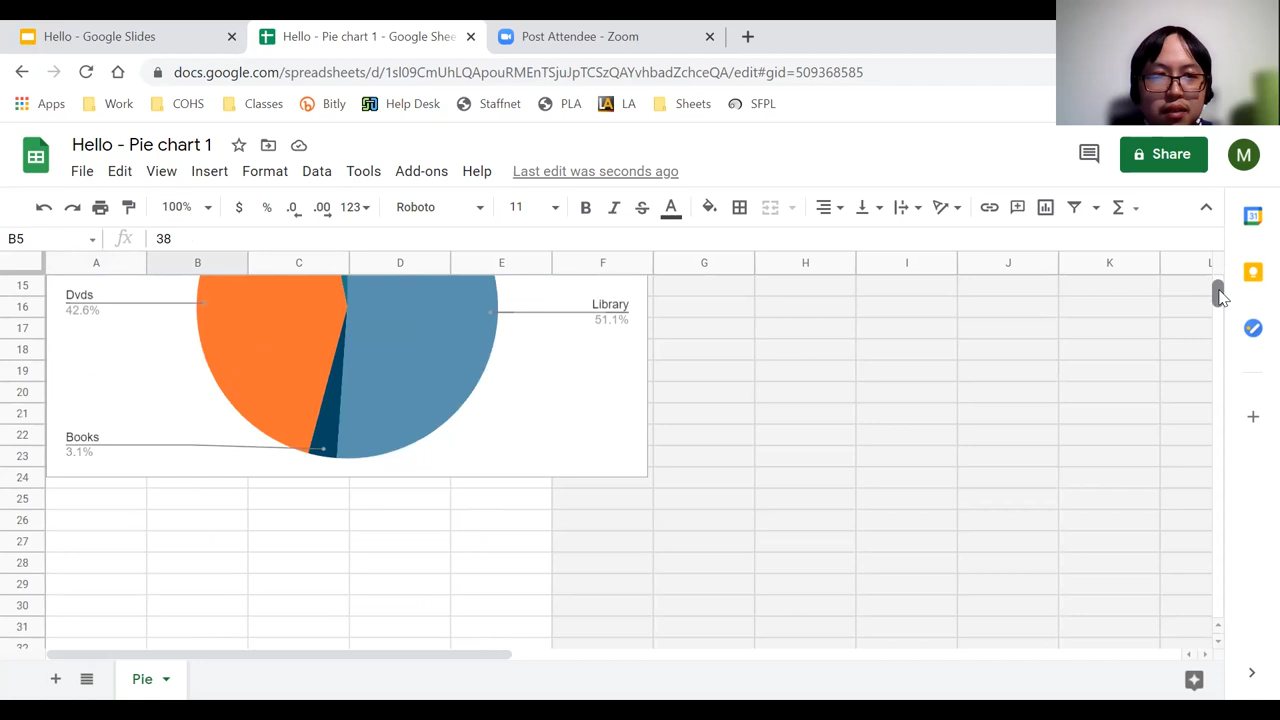 Hello - Google Slides
Hello - Pie chart 1 - Google Shee
Post Attendee - Zoom
docs.google.com/spreadsheets/d/1sl09CmUhLQApouRMEnTSjuJpTCSzQAYvhbadZchceQA/edit#gid=509368585
Apps Work COHS Classes Bitly Help Desk Staffnet PLA LA Sheets SFPL
Hello - Pie chart 1
Share
M
File Edit View Insert Format Data Tools Add-ons Help Last edit was seconds ago
100% $ % .0 .00 123 Roboto 11 B I S A
B5 fx 38
A B C D E F G H I J K L
15
Dvds
42.6%
16
Library
51.1%
17
18
19
20
21
22
Books
3.1%
23
24
25
26
27
28
29
30
31
32
Pie